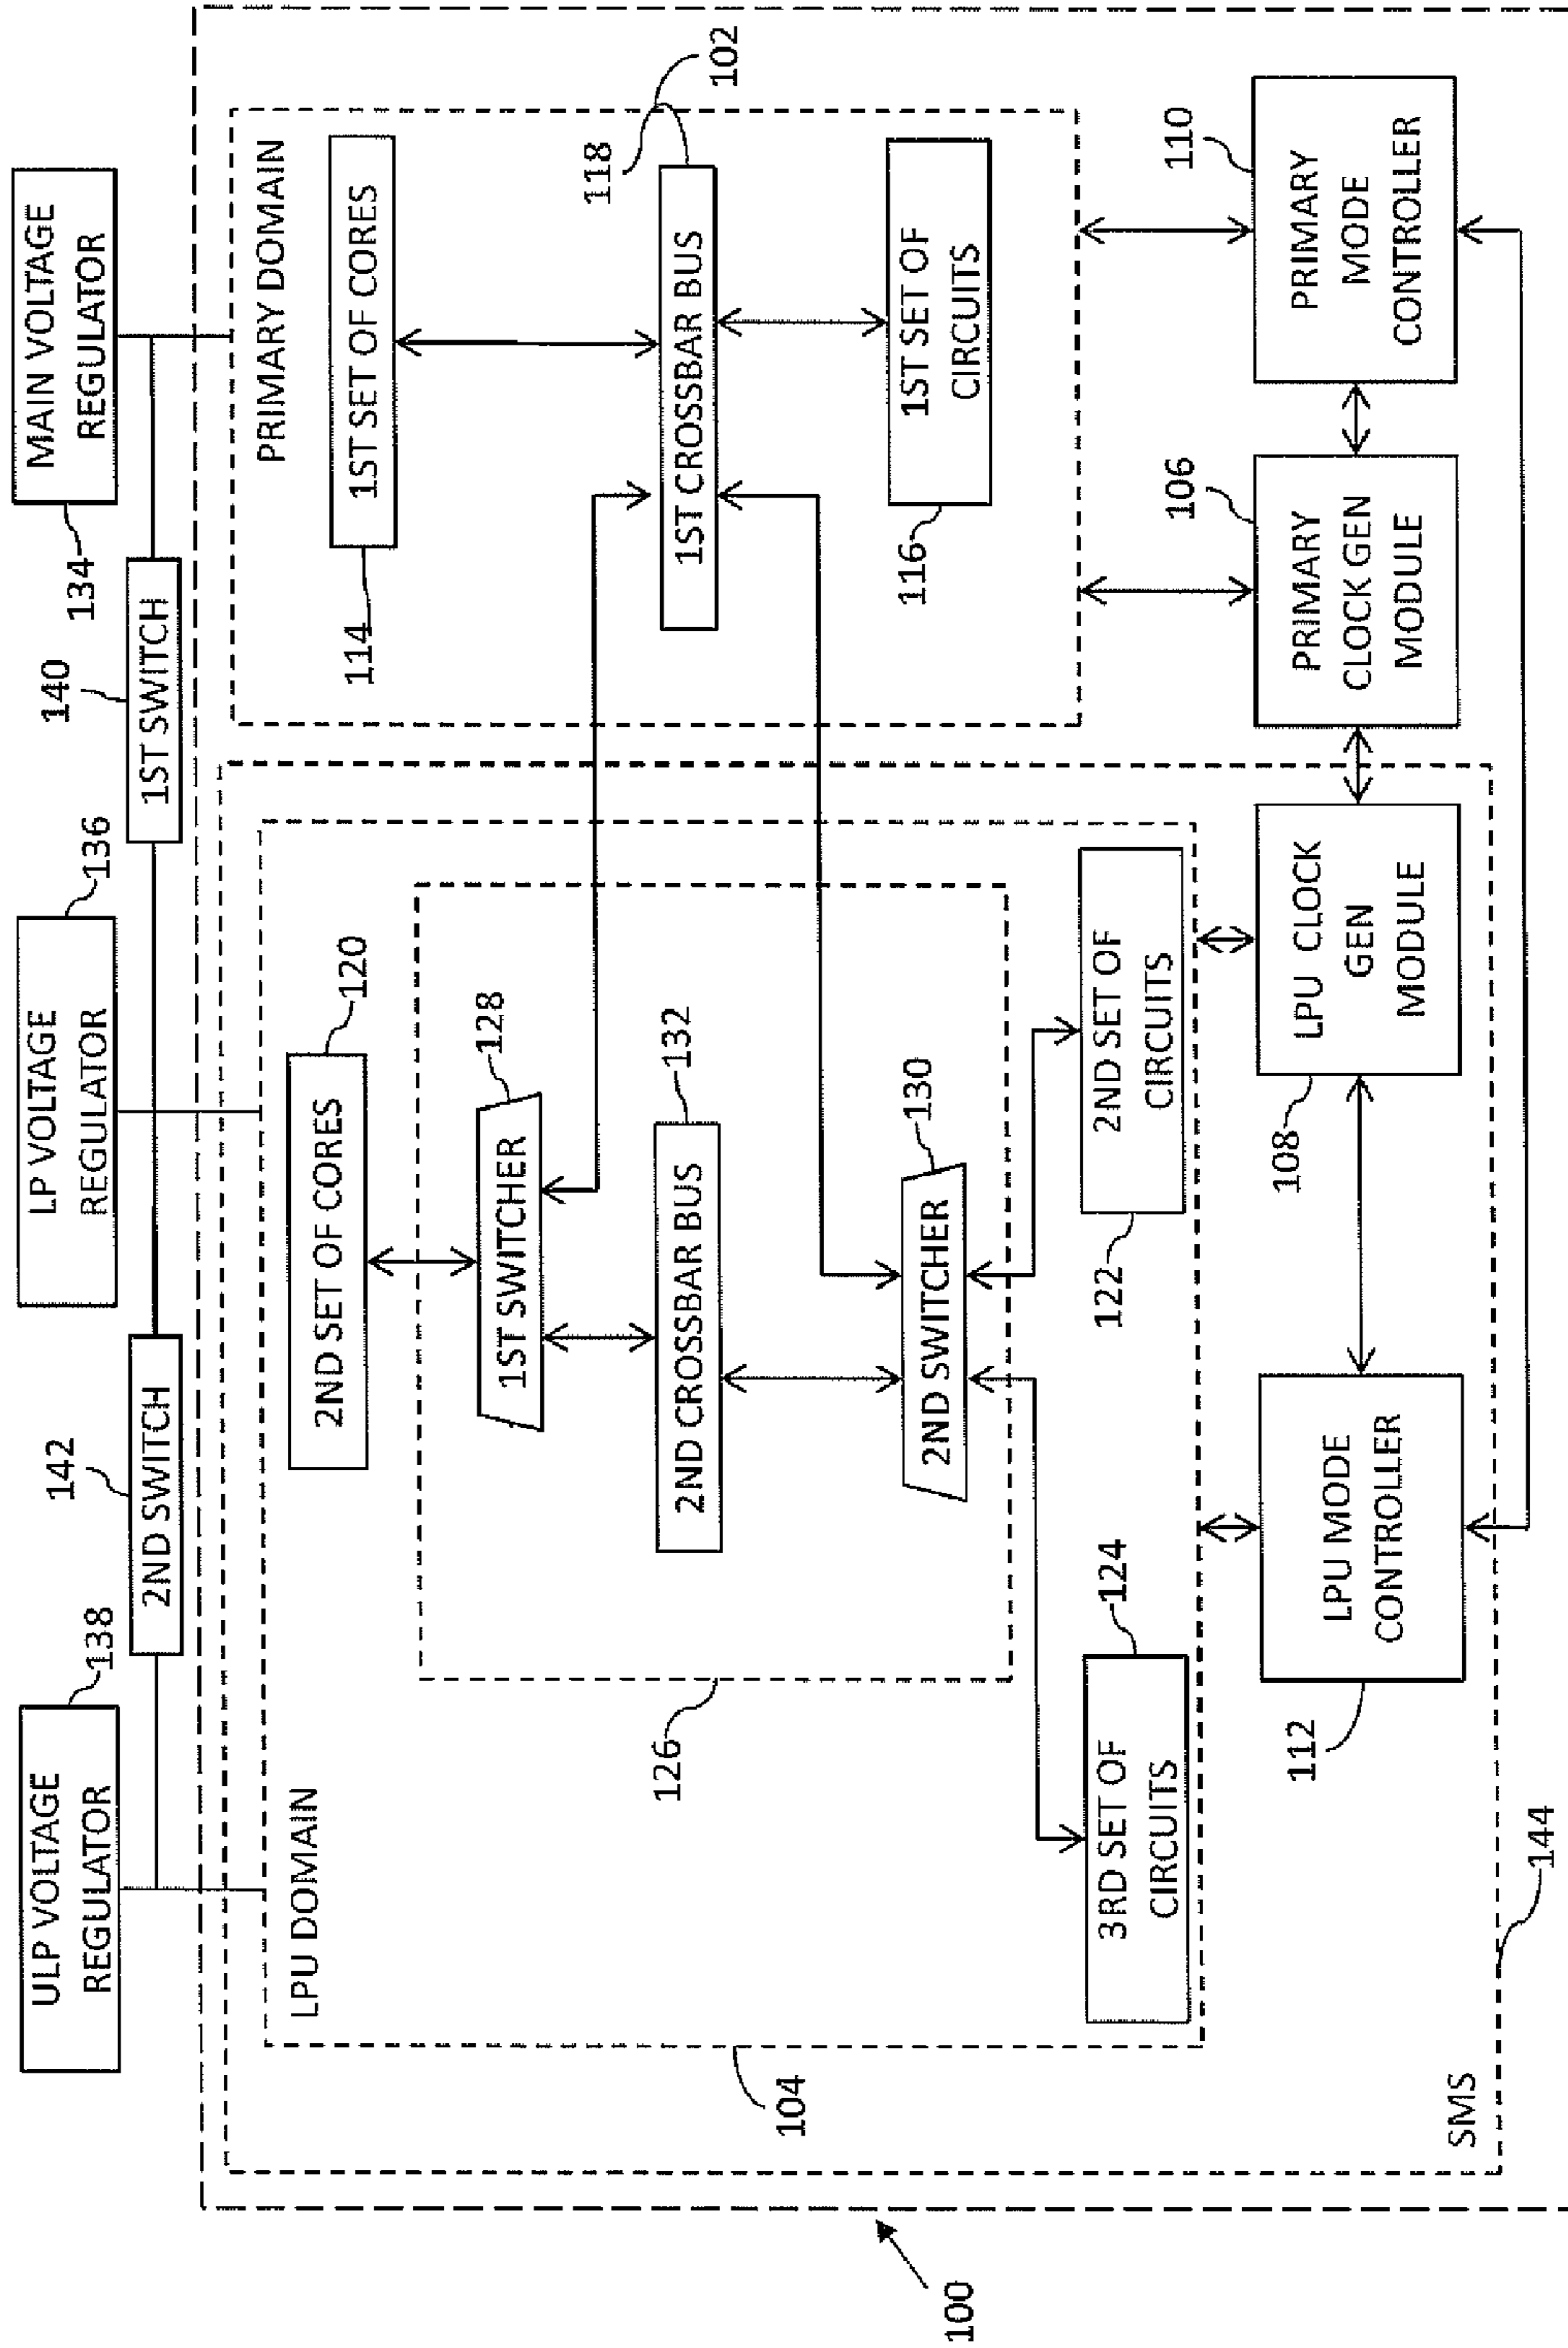 ULP VOLTAGE
REGULATOR
138
LP VOLTAGE
REGULATOR
136
MAIN VOLTAGE
REGULATOR
134
142
2ND SWITCH
140
1ST SWITCH
LPU DOMAIN
2ND SET OF CORES
120
1ST SWITCHER
128
2ND CROSSBAR BUS
132
2ND SWITCHER
130
126
3RD SET OF
CIRCUITS
124
2ND SET OF
CIRCUITS
122
104
PRIMARY DOMAIN
1ST SET OF CORES
114
1ST CROSSBAR BUS
118
102
1ST SET OF
CIRCUITS
116
LPU MODE
CONTROLLER
112
LPU CLOCK
GEN
MODULE
108
PRIMARY
CLOCK GEN
MODULE
106
PRIMARY
MODE
CONTROLLER
110
SMS
144
100